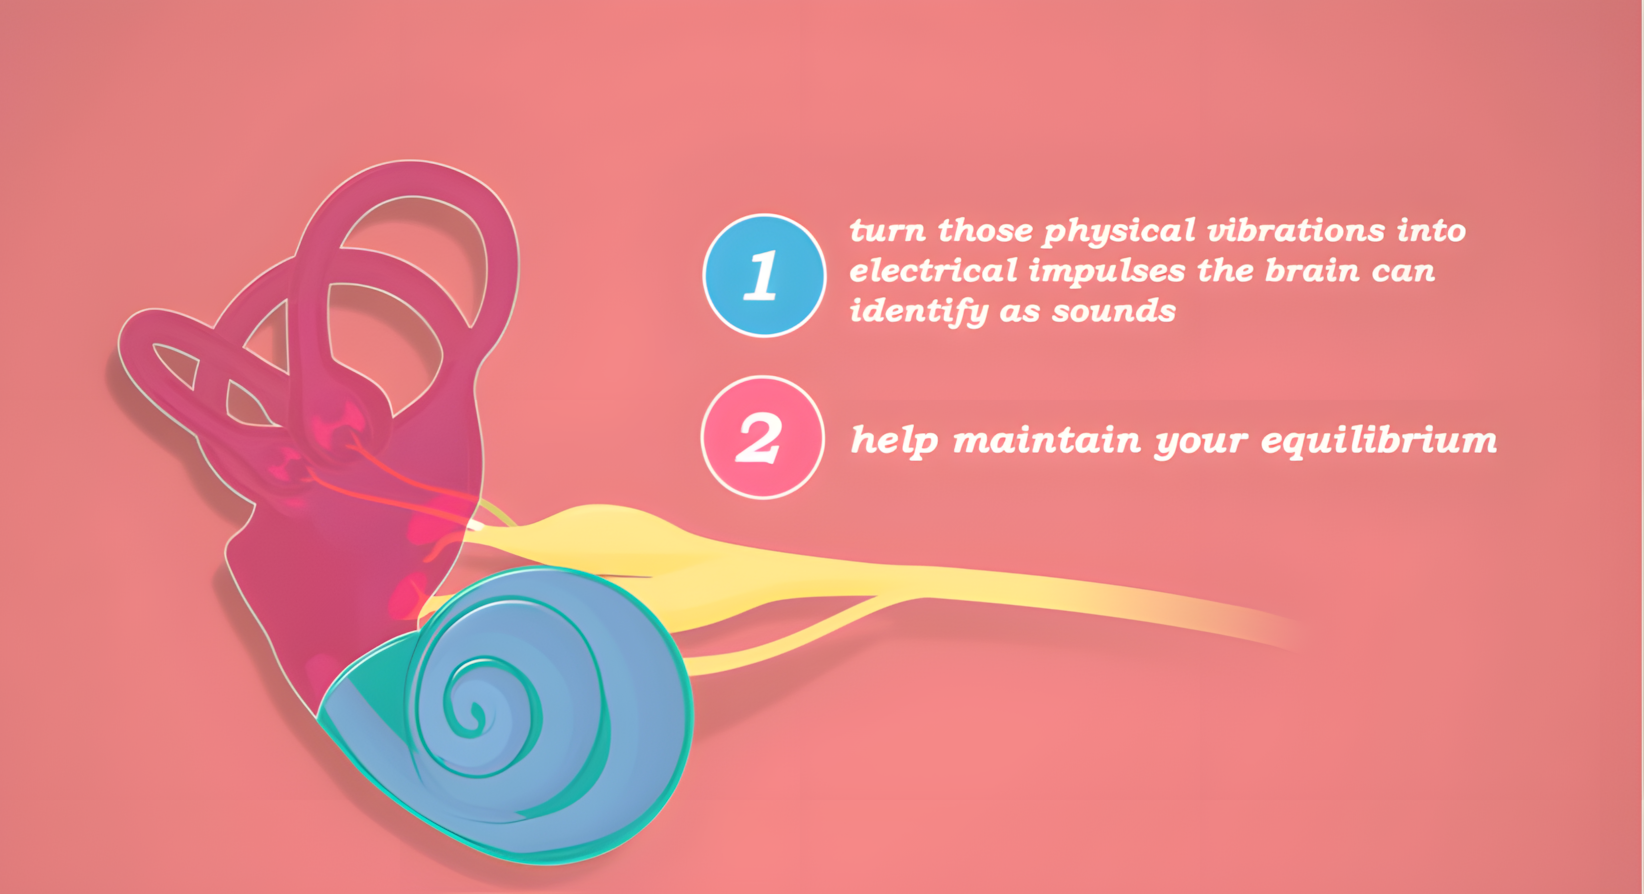 1
turn those physical vibrations into
electrical impulses the brain can
identify as sounds
2
help maintain your equilibrium